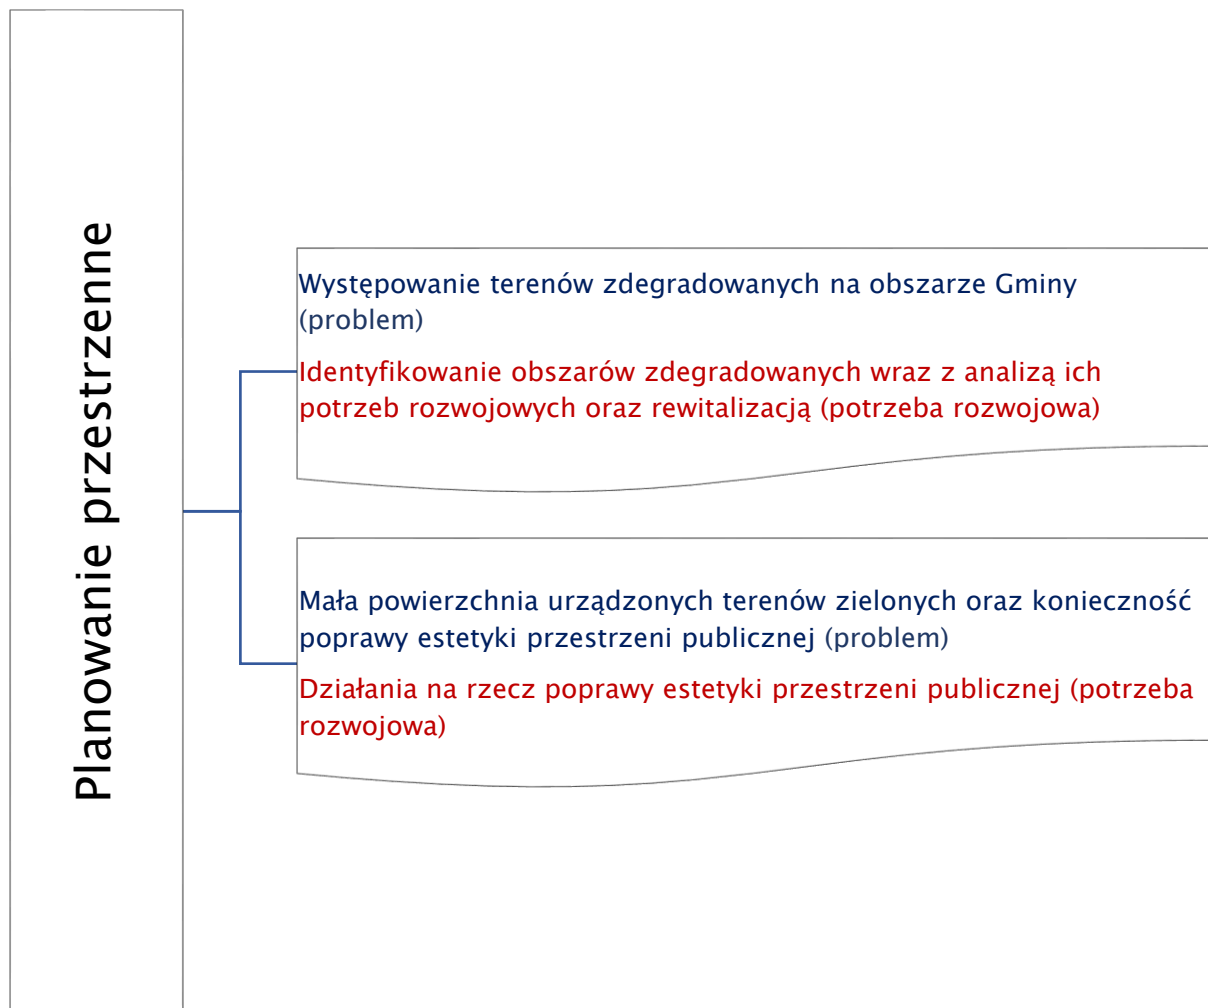 Planowanie przestrzenne
Występowanie terenów zdegradowanych na obszarze Gminy
(problem)
Identyfikowanie obszarów zdegradowanych wraz z analizą ich
potrzeb rozwojowych oraz rewitalizacją (potrzeba rozwojowa)
Mała powierzchnia urządzonych terenów zielonych oraz konieczność
poprawy estetyki przestrzeni publicznej (problem)
Działania na rzecz poprawy estetyki przestrzeni publicznej (potrzeba
rozwojowa)